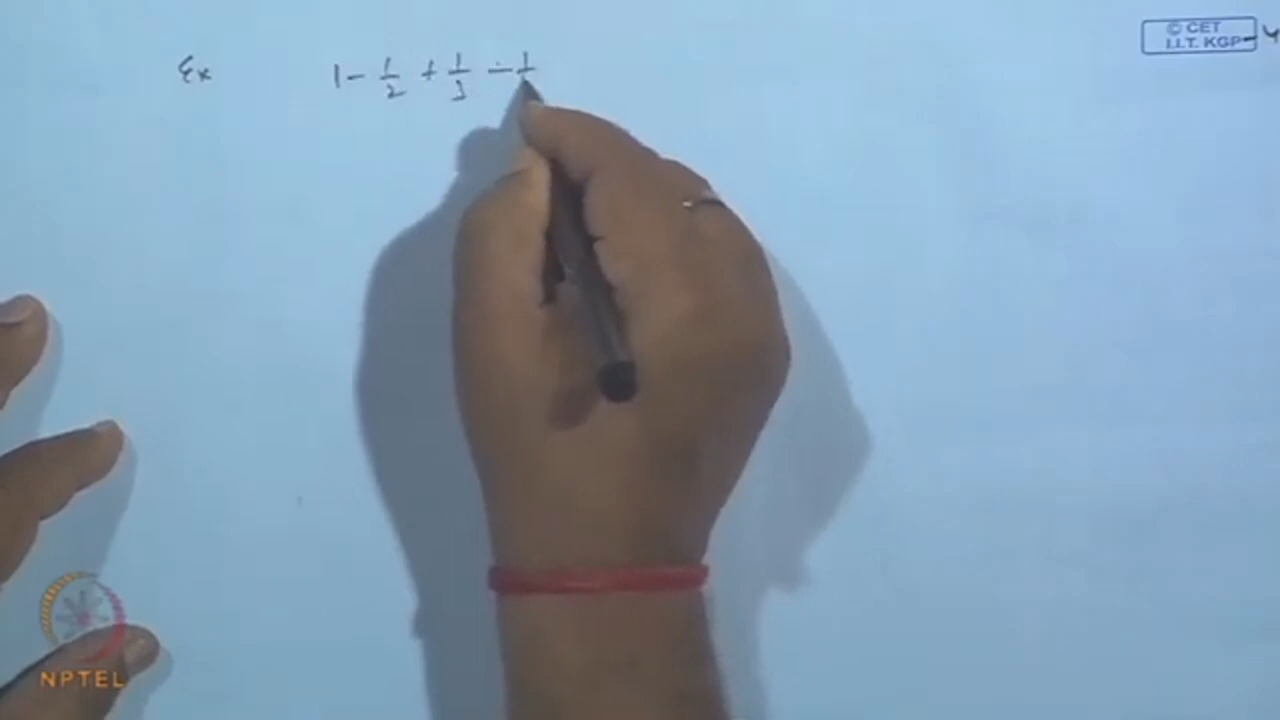 Ex 1 - 1/2 + 1/3 - 1/
© CET
I.I.T. KGP
NPTEL